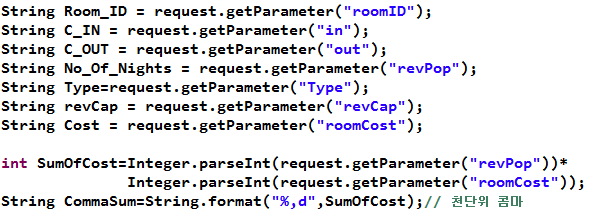 String Room_ID = request.getParameter("roomID");
String C_IN = request.getParameter("in");
String C_OUT = request.getParameter("out");
String No_Of_Nights = request.getParameter("revPop");
String Type=request.getParameter("Type");
String revCap = request.getParameter("revCap");
String Cost = request.getParameter("roomCost");
int SumOfCost=Integer.parseInt(request.getParameter("revPop"))*
Integer.parseInt(request.getParameter("roomCost"));
String CommaSum=String.format("%,d",SumOfCost);// 천단위 콤마